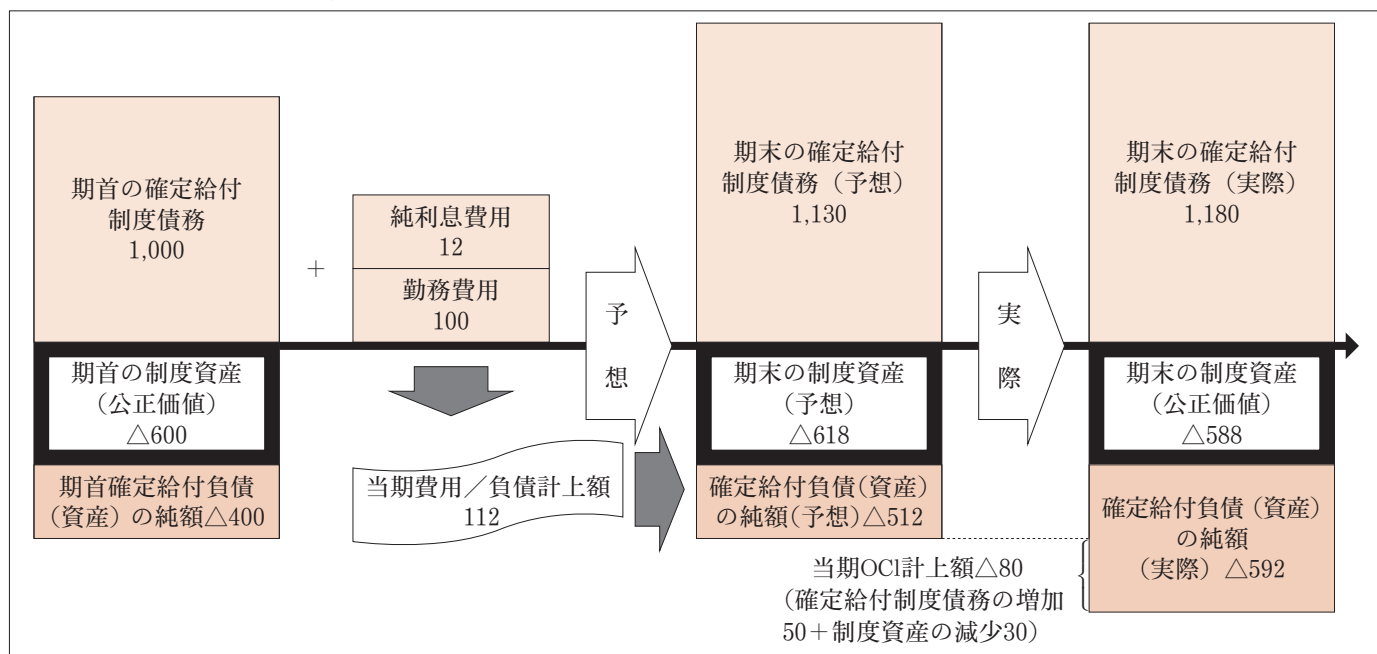 期首の確定給付
制度債務
1,000
+
純利息費用
12
勤務費用
100
予
想
期末の確定給付
制度債務（予想）
1,130
実
際
期末の確定給付
制度債務（実際）
1,180
期首の制度資産
（公正価値）
△600
期末の制度資産
（予想）
△618
期末の制度資産
（公正価値）
△588
期首確定給付負債
（資産）の純額△400
当期費用／負債計上額
112
確定給付負債（資産）
の純額（予想）△512
確定給付負債（資産）
の純額
（実際）△592
当期OCI計上額△80
（確定給付制度債務の増加
50＋制度資産の減少30）